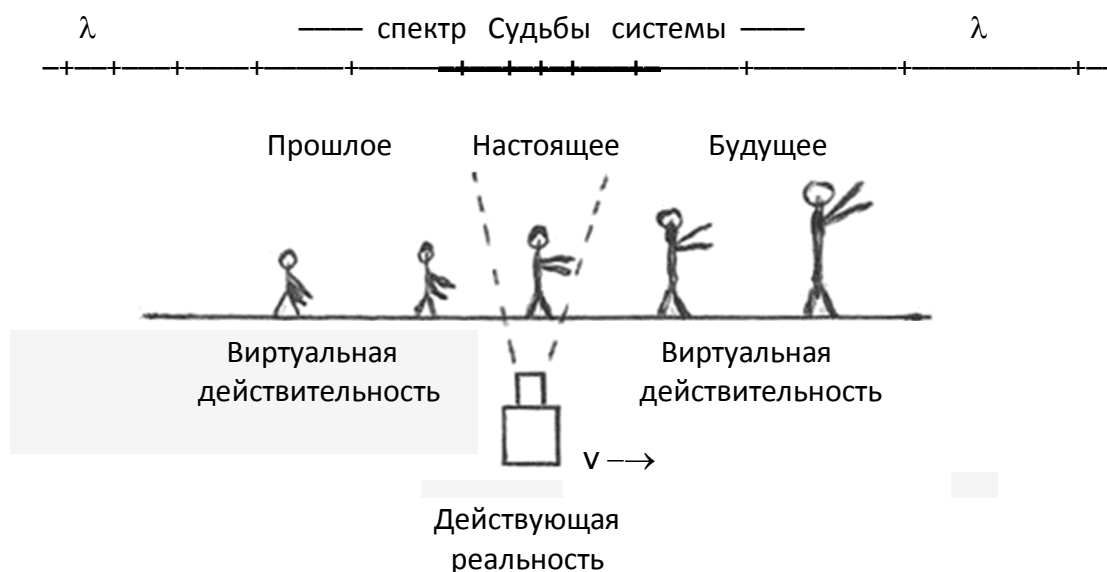 λ —— спектр Судьбы системы —— λ
Прошлое Настоящее Будущее
Виртуальная Виртуальная
действительность действительность
v -→
Действующая
реальность